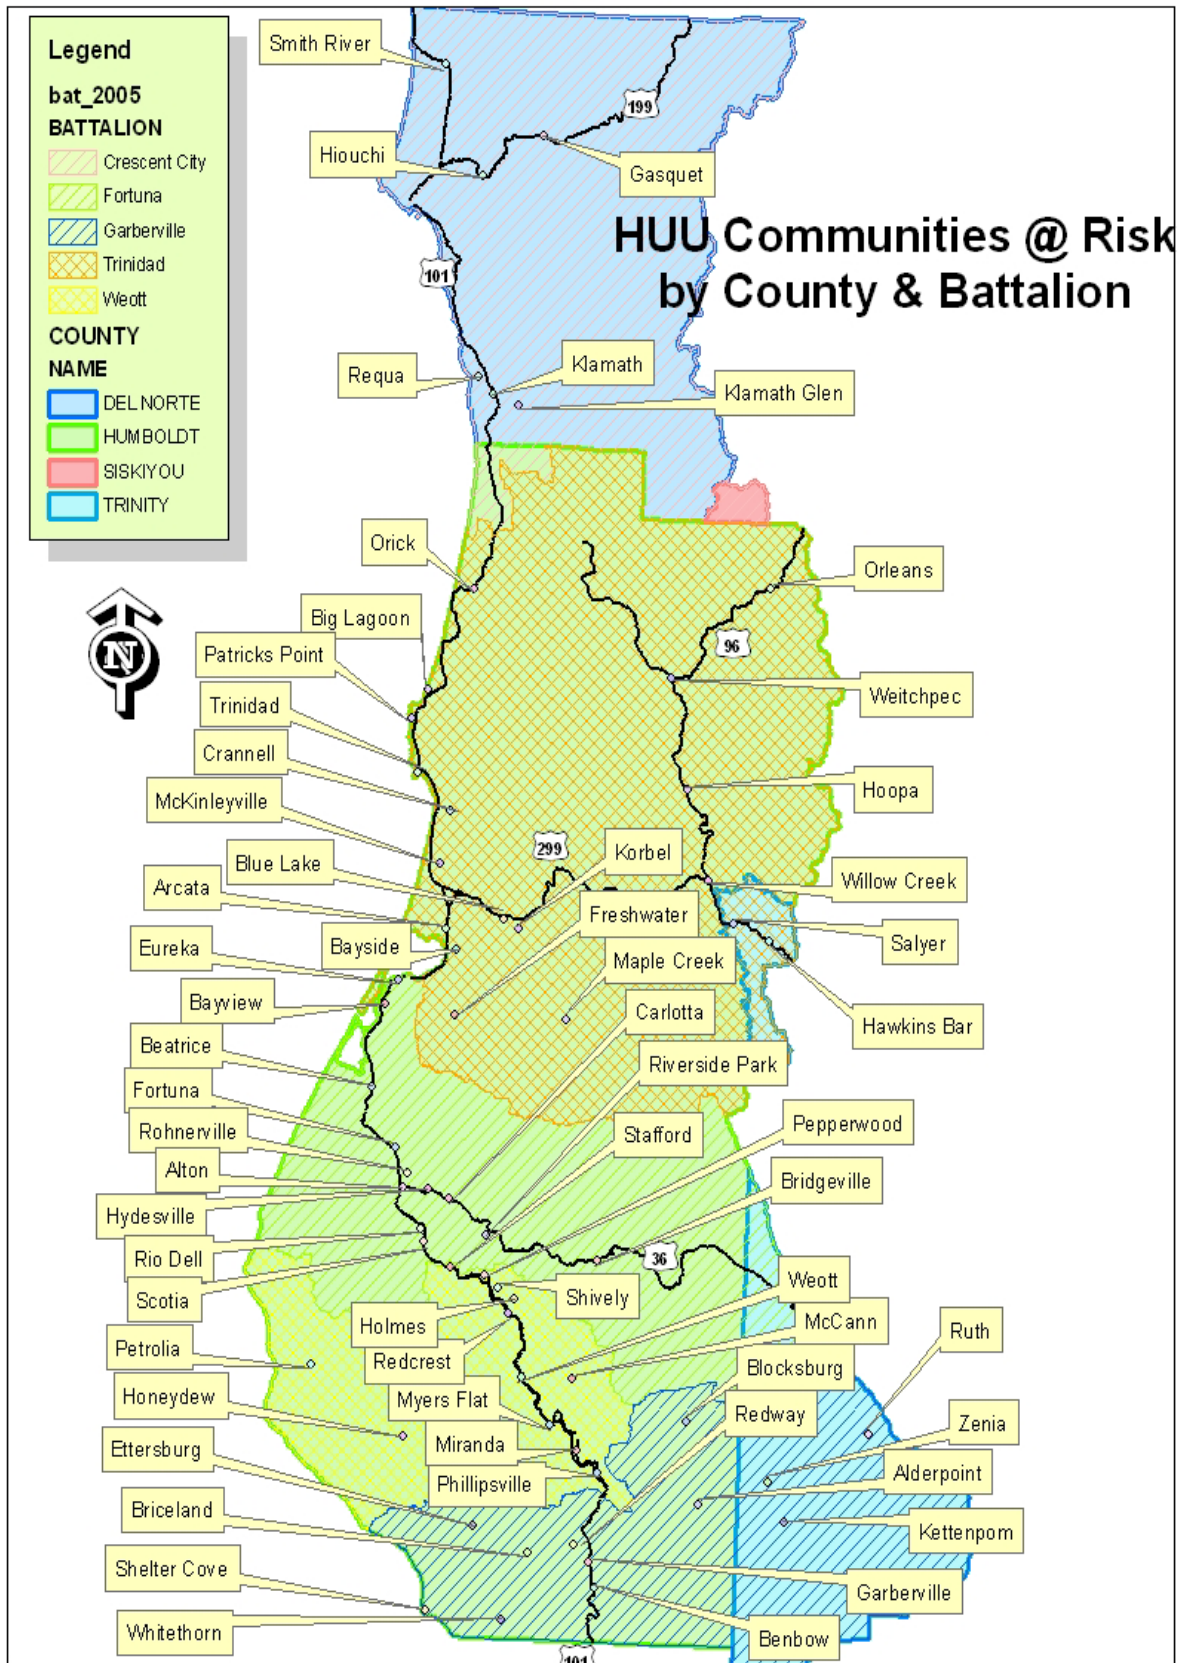 Legend
bat_2005
BATTALION
Crescent City
Fortuna
Garberville
Trinidad
Weott
COUNTY
NAME
DEL NORTE
HUMBOLDT
SISKIYOU
TRINITY
HUU Communities @ Risk
by County & Battalion
Smith River
199
Hiouchi
Gasquet
101
Requa
Klamath
Klamath Glen
Orick
Orleans
N
Big Lagoon
96
Patricks Point
Weitchpec
Trinidad
Crannell
Hoopa
McKinleyville
299
Korbel
Blue Lake
Willow Creek
Arcata
Freshwater
Salyer
Eureka
Bayside
Maple Creek
Bayview
Carlotta
Hawkins Bar
Beatrice
Riverside Park
Fortuna
Pepperwood
Rohnerville
Stafford
Alton
Bridgeville
Hydesville
Rio Dell
36
Weott
Scotia
Shively
Holmes
McCann
Ruth
Petrolia
Redcrest
Blocksburg
Honeydew
Myers Flat
Redway
Zenia
Ettersburg
Miranda
Alderpoint
Phillipsville
Briceland
Kettenpom
Shelter Cove
Garberville
Whitethorn
Benbow
101